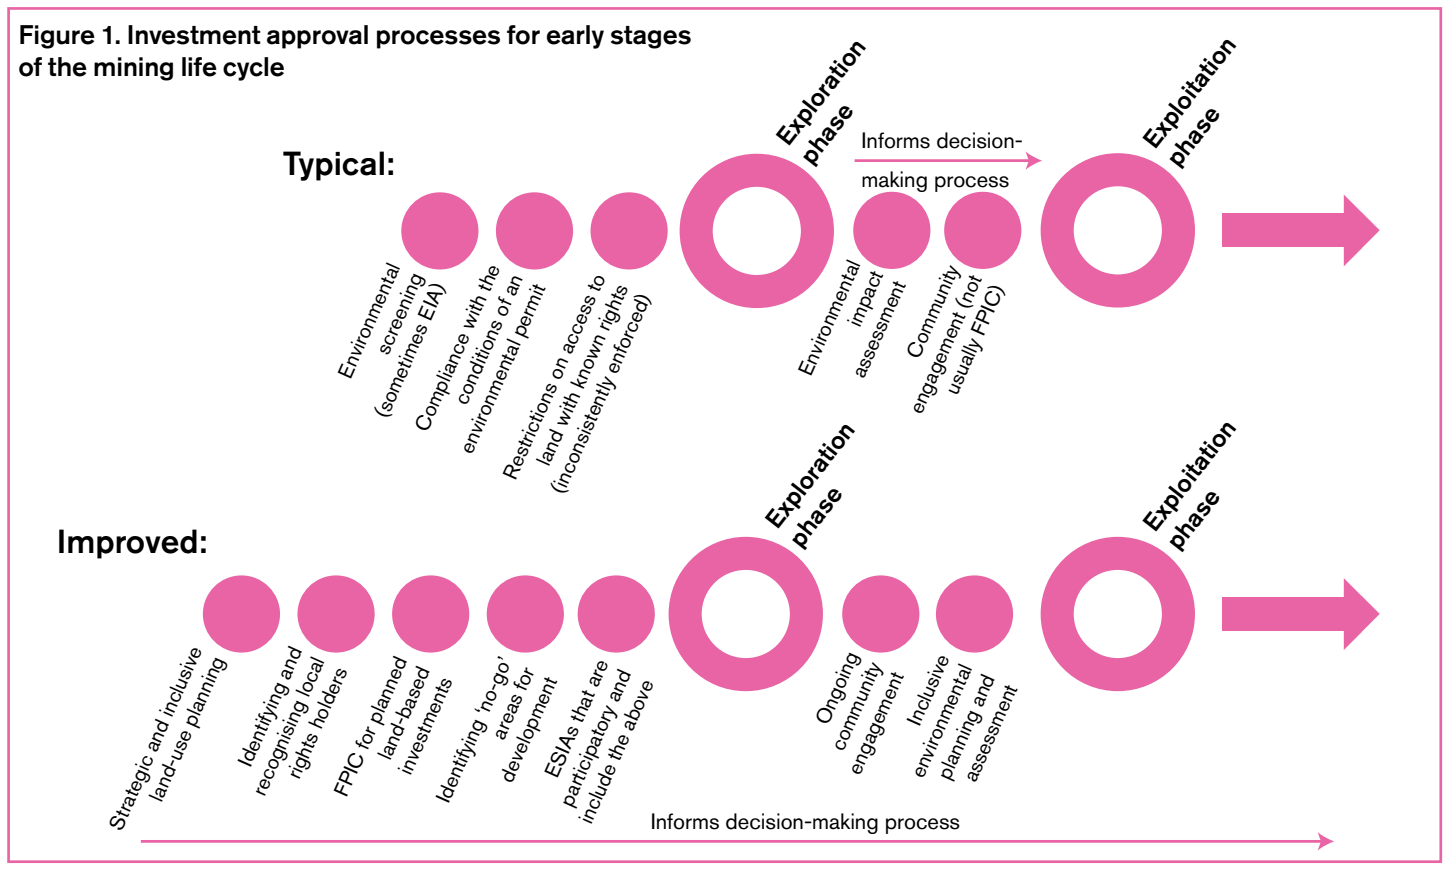 Figure 1. Investment approval processes for early stages
of the mining life cycle
Typical:
Environmental
screening
(sometimes EIA)
Compliance with the
conditions of an
environmental permit
Restrictions on access to
land with known rights
(inconsistently enforced)
Exploration
phase
Informs decision-
making process
Environmental
impact
assessment
Community
engagement (not
usually FPIC)
Exploitation
phase
Improved:
Strategic and inclusive
land-use planning
Identifying and
recognising local
rights holders
FPIC for planned
land-based
investments
Identifying ‘no-go’
areas for
development
ESIAs that are
participatory and
include the above
Exploration
phase
Ongoing
community
engagement
Inclusive
environmental
planning and
assessment
Exploitation
phase
Informs decision-making process